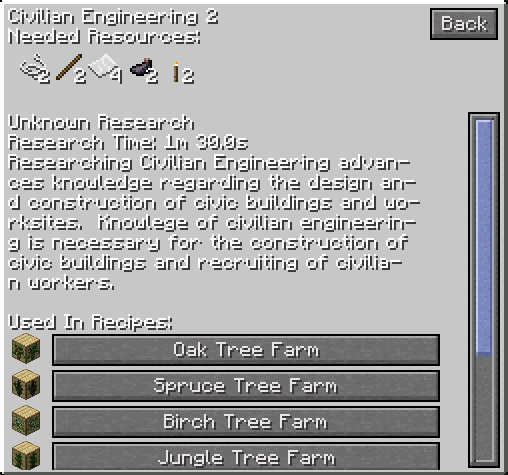 Civilian Engineering 2
Back
Needed Resources:
2 2 4 2 2
Unknown Research
Research Time: 1m 30.0s
Researching Civilian Engineering advan-
ces knowledge regarding the design an-
d construction of civic buildings and wo-
rksites.  Knowlege of civilian engineerin-
g is necessary for the construction of
civic buildings and recruiting of civilia-
n workers.
Used In Recipes:
Oak Tree Farm
Spruce Tree Farm
Birch Tree Farm
Jungle Tree Farm